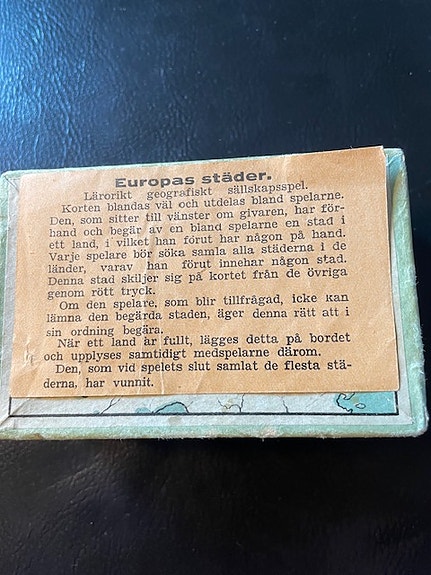 Europas städer.
Lärorikt geografiskt sällskapsspel.
Korten blandas väl och utdelas bland spelarne.
Den, som sitter till vänster om givaren, har för-
hand och begär av en bland spelarne en stad i
ett land, i vilket han förut har någon på hand.
Varje spelare bör söka samla alla städerna i de
länder, varav han förut innehar någon stad.
Denna stad skiljer sig på kortet från de övriga
genom rött tryck.
Om den spelare, som blir tillfrågad, icke kan
lämna den begärda staden, äger denna rätt att i
sin ordning begära.
När ett land är fullt, lägges detta på bordet
och upplyses samtidigt medspelarne därom.
Den, som vid spelets slut samlat de flesta stä-
derna, har vunnit.